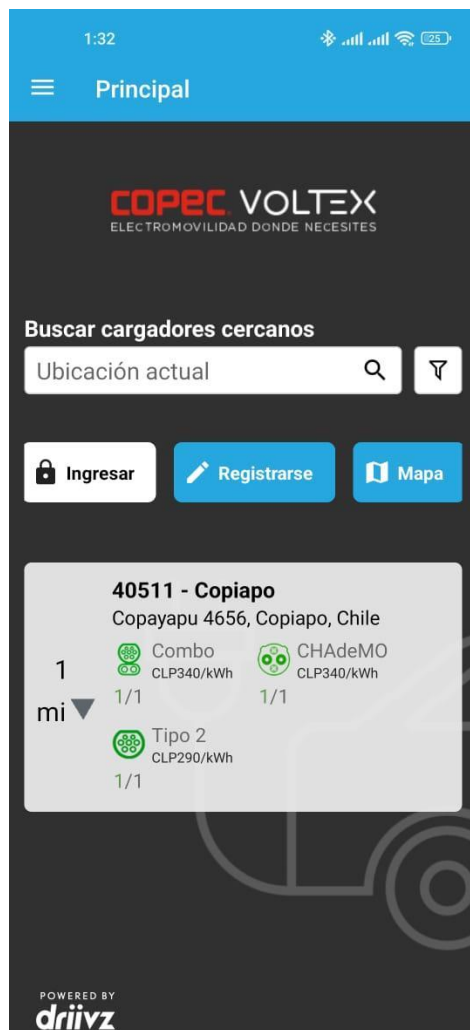 1:32
25
Principal
COPEC VOLTEX
ELECTROMOVILIDAD DONDE NECESITES
Buscar cargadores cercanos
Ubicación actual
Ingresar
Registrarse
Mapa
40511 - Copiapo
Copayapu 4656, Copiapo, Chile
1
mi
Combo
CLP340/kWh
1/1
CHAdeMO
CLP340/kWh
1/1
Tipo 2
CLP290/kWh
1/1
POWERED BY
driivz